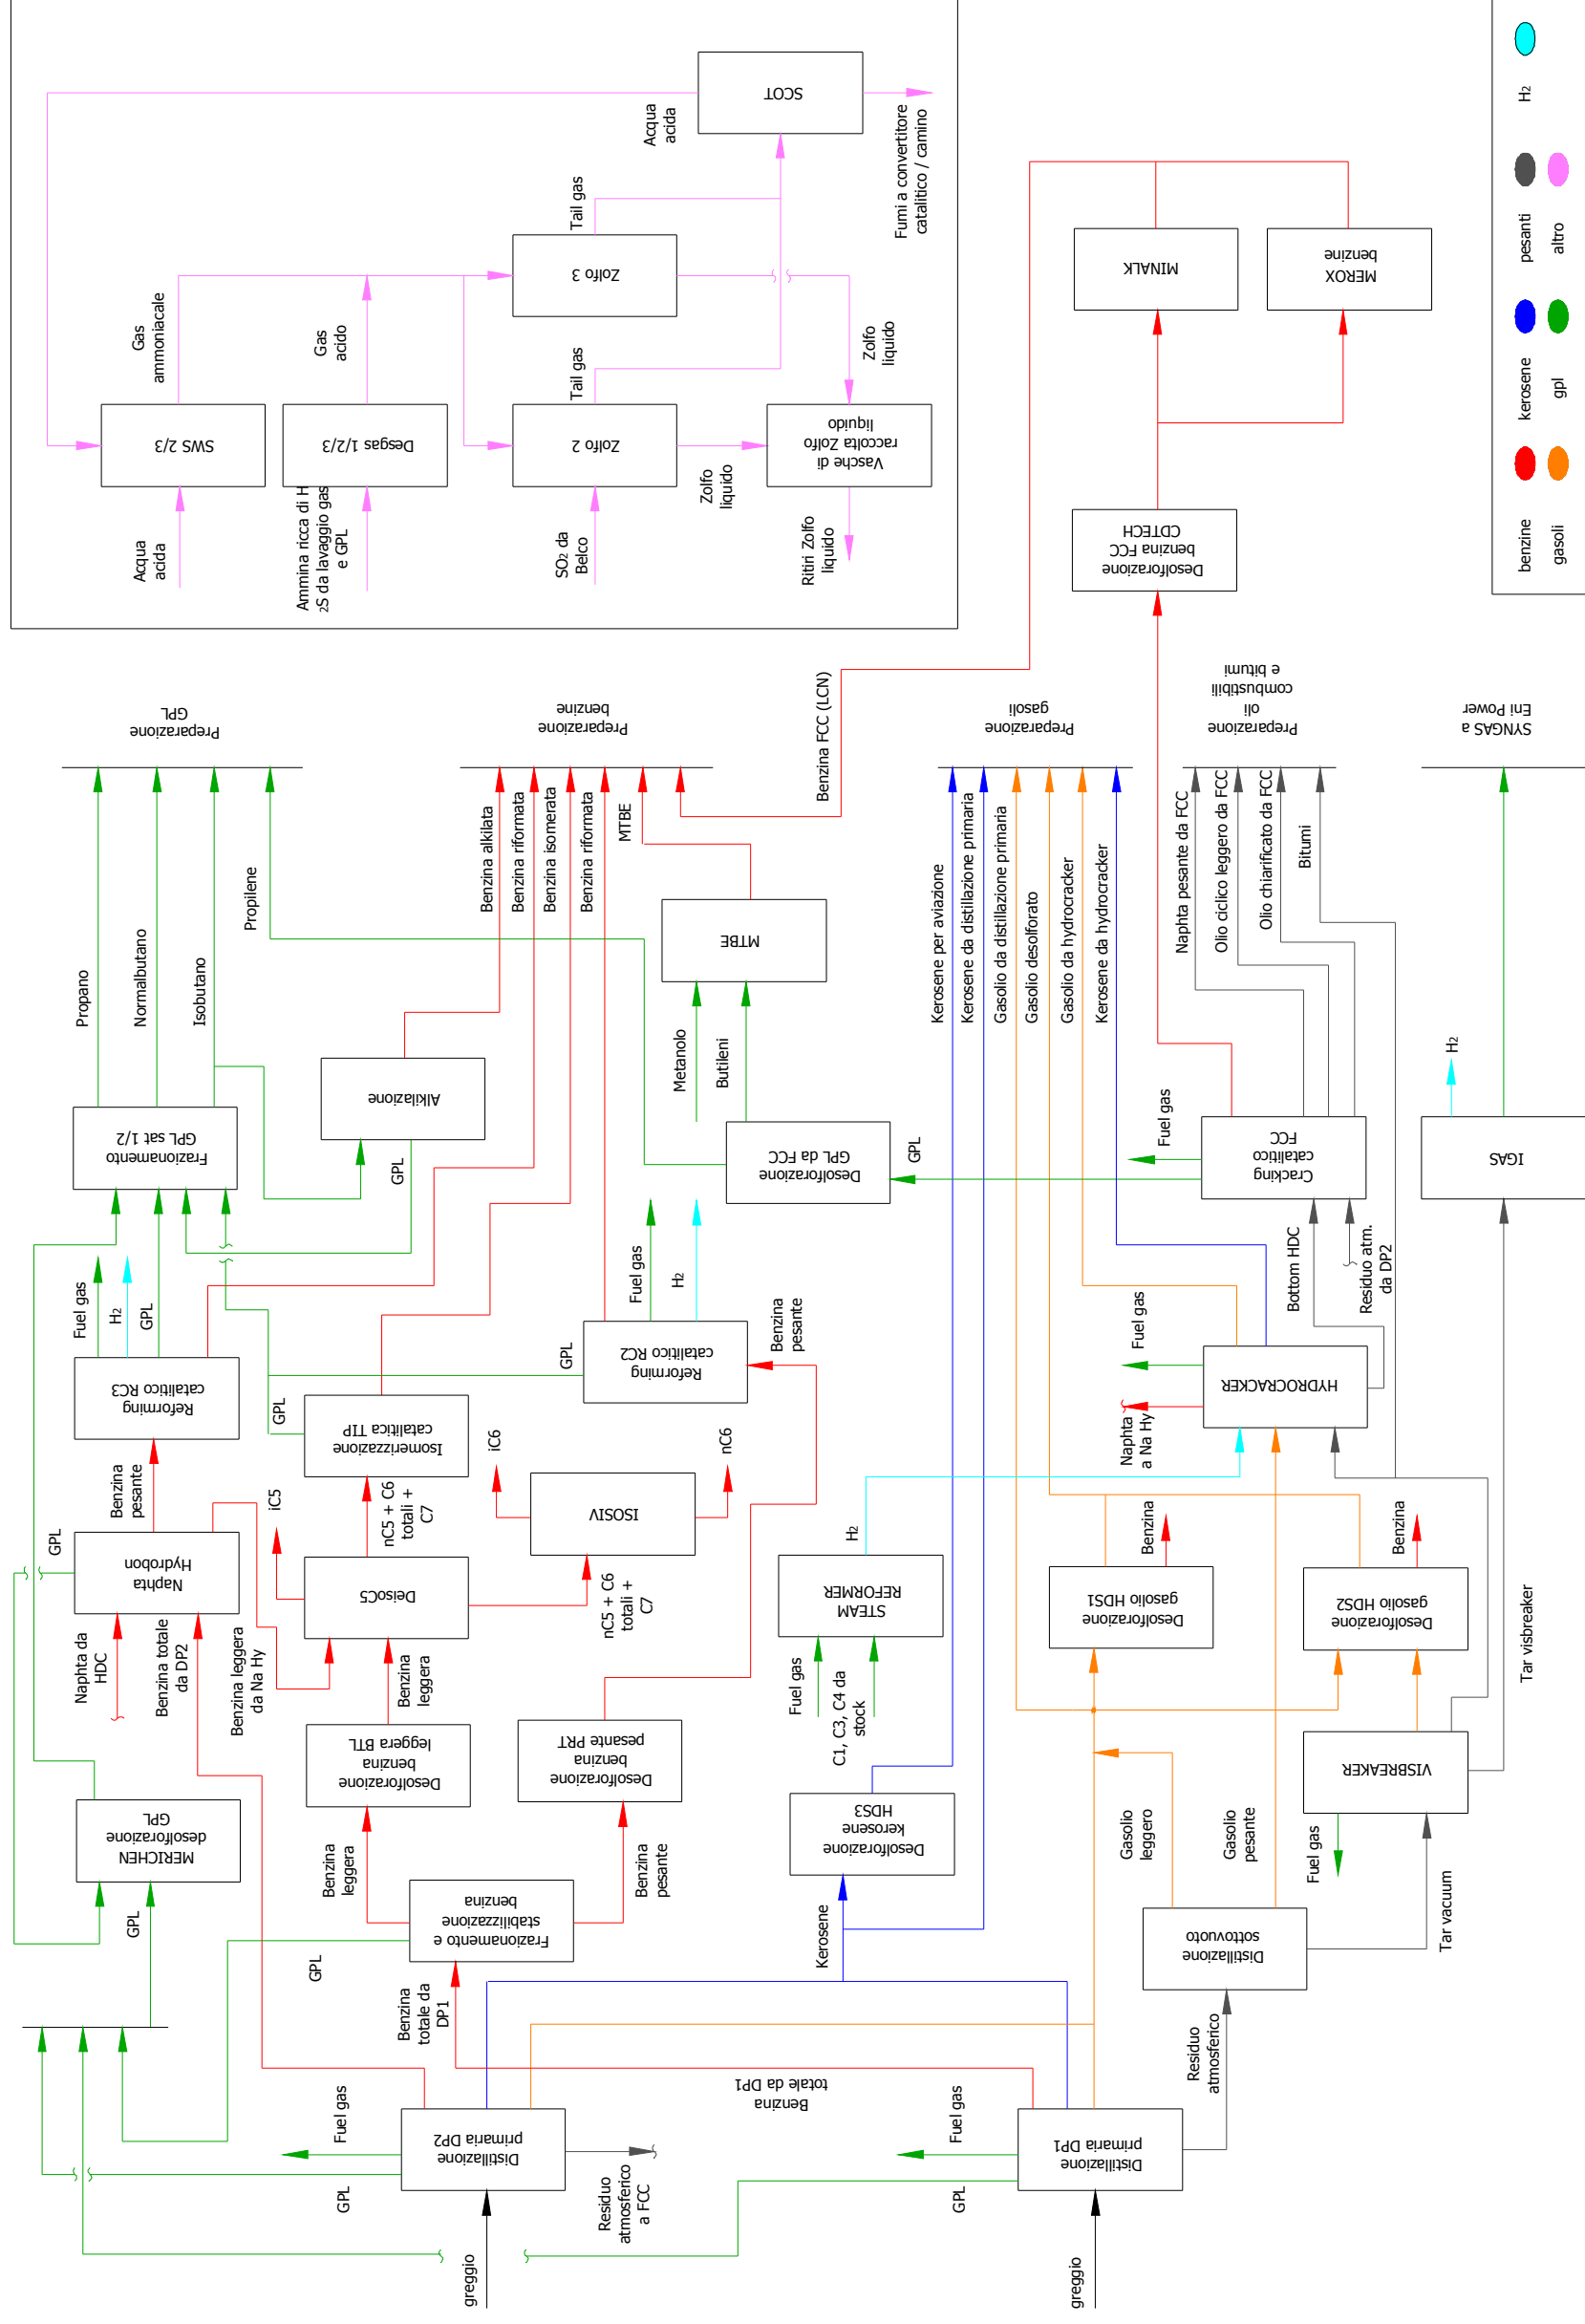 SCOT
Acqua
acida
Fumi a convertitore
catalitico / camino
Tail gas
Zolfo 3
Gas
ammoniacale
Gas
acido
Zolfo
liquido
Tail gas
SWS 2/3
Desgas 1/2/3
Zolfo 2
Vasche di
raccolta Zolfo
liquido
Zolfo
liquido
Acqua
acida
Ammina ricca di H
2S da lavaggio gas
e GPL
SO2 da
Belco
Ritiri Zolfo
liquido
H2
pesanti
altro
kerosene
gpl
benzine
gasoli
MINALK
MEROX
benzine
Desolforazione
benzina FCC
CDTECH
Preparazione
GPL
Preparazione
benzine
Benzina FCC (LCN)
Preparazione
gasoli
Preparazione
oli
combustibili
e bitumi
SYNGAS a
Eni Power
Propano
Normalbutano
Isobutano
Propilene
Benzina alkilata
Benzina riformata
Benzina isomerata
Benzina riformata
MTBE
Kerosene per aviazione
Kerosene da distillazione primaria
Gasolio da distillazione primaria
Gasolio desolforato
Gasolio da hydrocracker
Kerosene da hydrocracker
Naphta pesante da FCC
Olio ciclico leggero da FCC
Olio chiarificato da FCC
Bitumi
MTBE
Metanolo
Butileni
Frazionamento
GPL sat 1/2
Alkilazione
GPL
Desolforazione
GPL da FCC
GPL
Fuel gas
Cracking
catalitico
FCC
H2
IGAS
Fuel gas
H2
GPL
Fuel gas
H2
Bottom HDC
Residuo atm.
da DP2
Reforming
catalitico RC3
GPL
Isomerizzazione
catalitica TIP
GPL
Reforming
catalitico RC2
Benzina
pesante
Fuel gas
Naphta
a Na Hy
HYDROCRACKER
Benzina
pesante
iC5
nC5 + C6
totali +
C7
iC6
nC6
ISOSIV
GPL
Naphta
Hydrobon
DeisoC5
nC5 + C6
totali +
C7
H2
STEAM
REFORMER
Benzina
Desolforazione
gasolio HDS1
Benzina
Desolforazione
gasolio HDS2
Tar visbreaker
Naphta da
HDC
Benzina totale
da DP2
Benzina leggera
da Na Hy
Benzina
leggera
Fuel gas
C1, C3, C4 da
stock
MERICHEN
desolforazione
GPL
Desolforazione
benzina
leggera BTL
Desolforazione
benzina
pesante PRT
Desolforazione
kerosene
HDS3
VISBREAKER
Fuel gas
Gasolio
leggero
Gasolio
pesante
GPL
Benzina
leggera
Benzina
pesante
Frazionamento e
stabilizzazione
benzina
GPL
Kerosene
Distillazione
sottovuoto
Tar vacuum
Benzina
totale da
DP1
Benzina
totale da DP1
Residuo
atmosferico
Fuel gas
Distillazione
primaria DP2
GPL
Residuo
atmosferico
a FCC
Fuel gas
Distillazione
primaria DP1
GPL
greggio
greggio